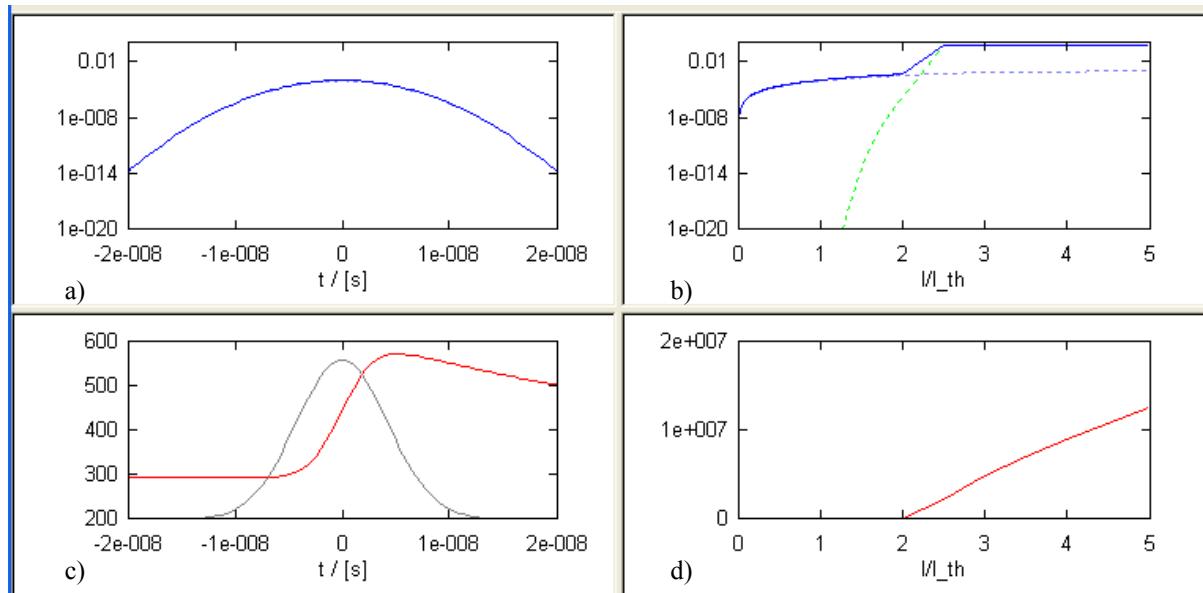 0.01
1e-008
1e-014
1e-020
-2e-008 -1e-008 0 1e-008 2e-008
t / [s]
a)
0.01
1e-008
1e-014
1e-020
0 1 2 3 4 5
I/I_th
b)
600
500
400
300
200
-2e-008 -1e-008 0 1e-008 2e-008
t / [s]
c)
2e+007
1e+007
0
0 1 2 3 4 5
I/I_th
d)